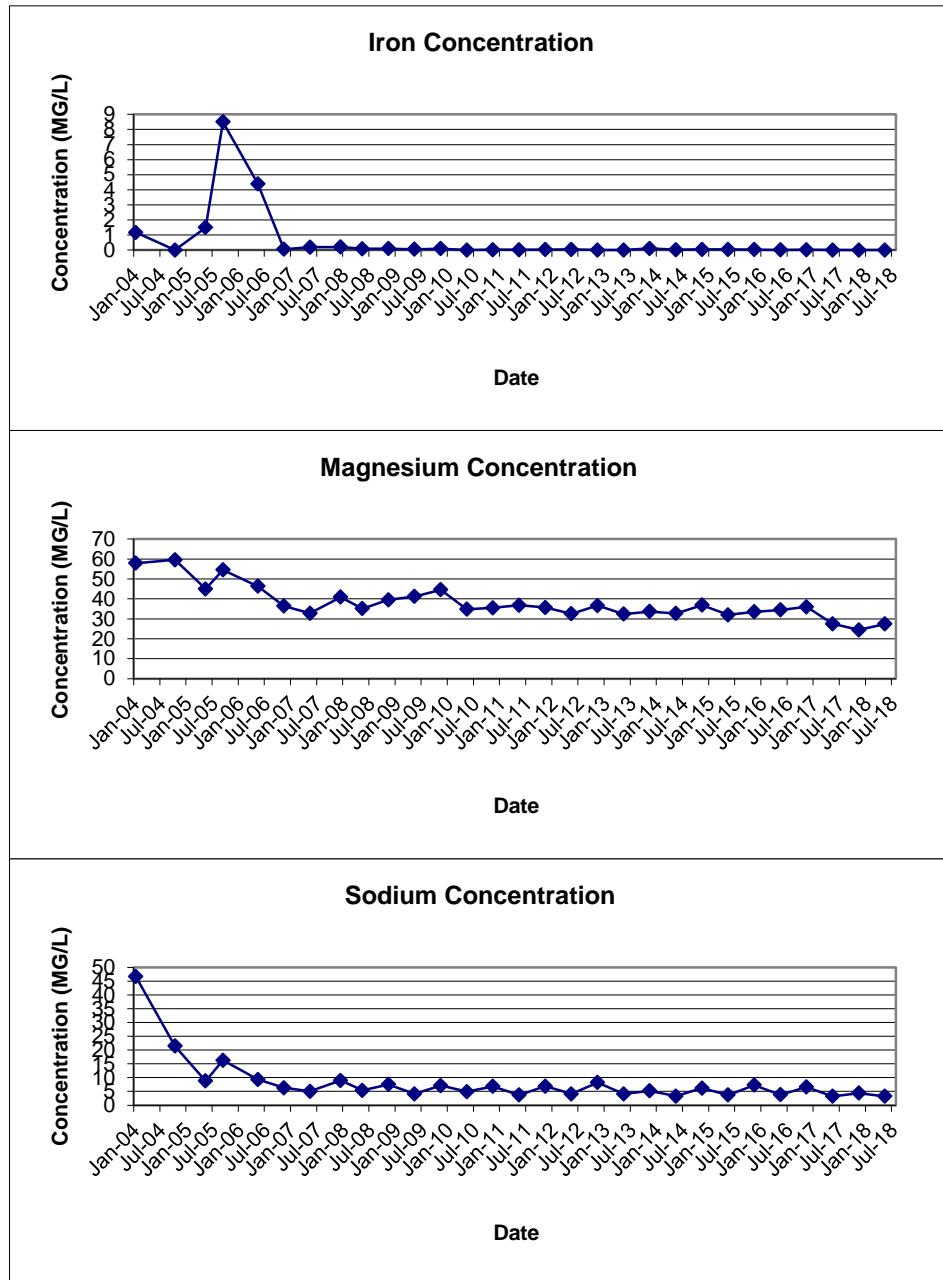 Iron Concentration
Concentration (MG/L)
9
8
7
6
5
4
3
2
1
0
Jan-04
Jul-04
Jan-05
Jul-05
Jan-06
Jul-06
Jan-07
Jul-07
Jan-08
Jul-08
Jan-09
Jul-09
Jan-10
Jul-10
Jan-11
Jul-11
Jan-12
Jul-12
Jan-13
Jul-13
Jan-14
Jul-14
Jan-15
Jul-15
Jan-16
Jul-16
Jan-17
Jul-17
Jan-18
Jul-18
Date
Magnesium Concentration
Concentration (MG/L)
70
60
50
40
30
20
10
0
Jan-04
Jul-04
Jan-05
Jul-05
Jan-06
Jul-06
Jan-07
Jul-07
Jan-08
Jul-08
Jan-09
Jul-09
Jan-10
Jul-10
Jan-11
Jul-11
Jan-12
Jul-12
Jan-13
Jul-13
Jan-14
Jul-14
Jan-15
Jul-15
Jan-16
Jul-16
Jan-17
Jul-17
Jan-18
Jul-18
Date
Sodium Concentration
Concentration (MG/L)
50
45
40
35
30
25
20
15
10
5
0
Jan-04
Jul-04
Jan-05
Jul-05
Jan-06
Jul-06
Jan-07
Jul-07
Jan-08
Jul-08
Jan-09
Jul-09
Jan-10
Jul-10
Jan-11
Jul-11
Jan-12
Jul-12
Jan-13
Jul-13
Jan-14
Jul-14
Jan-15
Jul-15
Jan-16
Jul-16
Jan-17
Jul-17
Jan-18
Jul-18
Date